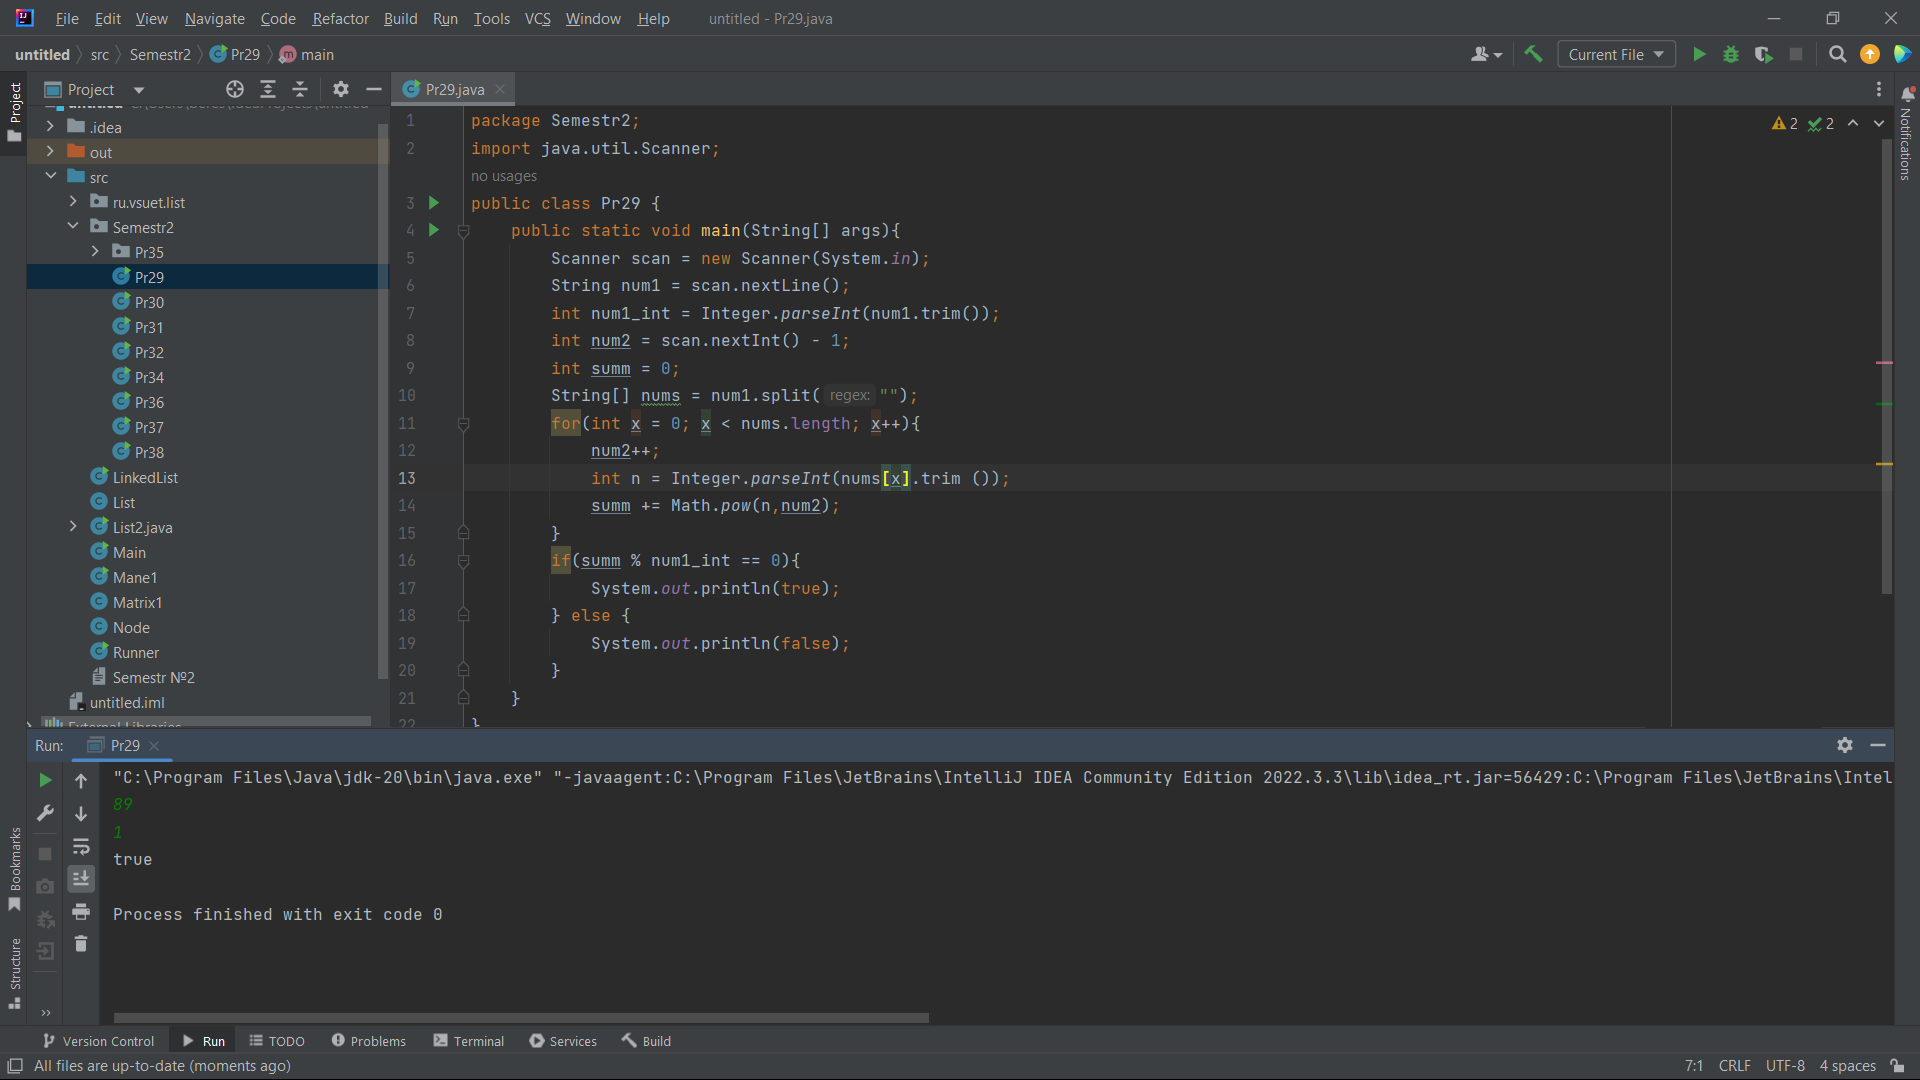 File Edit View Navigate Code Refactor Build Run Tools VCS Window Help untitled - Pr29.java
untitled src Semestr2 Pr29 main Current File
Project
Pr29.java
.idea
out
src
ru.vsuet.list
Semestr2
Pr35
Pr29
Pr30
Pr31
Pr32
Pr34
Pr36
Pr37
Pr38
LinkedList
List
List2.java
Main
Mane1
Matrix1
Node
Runner
Semestr №2
untitled.iml
External Libraries
Project
Bookmarks
Structure
Notifications
2 2
1 package Semestr2;
2 import java.util.Scanner;
no usages
3 public class Pr29 {
4 public static void main(String[] args){
5 Scanner scan = new Scanner(System.in);
6 String num1 = scan.nextLine();
7 int num1_int = Integer.parseInt(num1.trim());
8 int num2 = scan.nextInt() - 1;
9 int summ = 0;
10 String[] nums = num1.split( regex: "");
11 for(int x = 0; x < nums.length; x++){
12 num2++;
13 int n = Integer.parseInt(nums[x].trim ());
14 summ += Math.pow(n,num2);
15 }
16 if(summ % num1_int == 0){
17 System.out.println(true);
18 } else {
19 System.out.println(false);
20 }
21 }
22 }
Run: Pr29
"C:\Program Files\Java\jdk-20\bin\java.exe" "-javaagent:C:\Program Files\JetBrains\IntelliJ IDEA Community Edition 2022.3.3\lib\idea_rt.jar=56429:C:\Program Files\JetBrains\Intel
89
1
true
Process finished with exit code 0
Version Control Run TODO Problems Terminal Services Build
All files are up-to-date (moments ago) 7:1 CRLF UTF-8 4 spaces